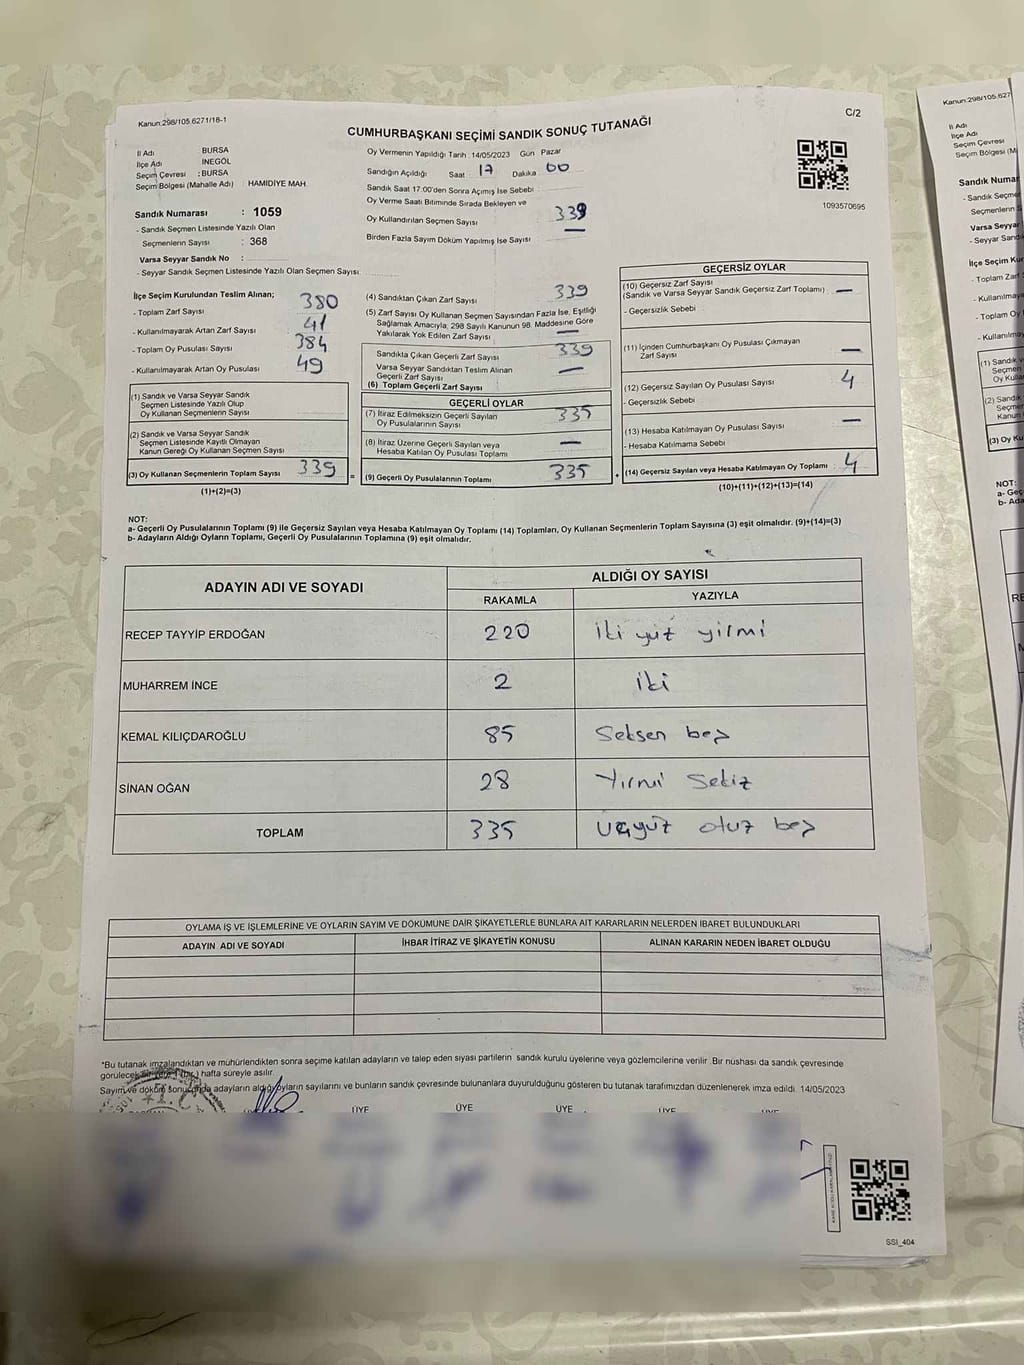 Kanun:298/105.6271/18-1
C/2
CUMHURBAŞKANI SEÇİMİ SANDIK SONUÇ TUTANAĞI
İl Adı BURSA
İlçe Adı İNEGÖL
Seçim Çevresi : BURSA
Seçim Bölgesi (Mahalle Adı) HAMİDİYE MAH.
Sandık Numarası : 1059
- Sandık Seçmen Listesinde Yazılı Olan
Seçmenlerin Sayısı : 368
Varsa Seyyar Sandık No :
- Seyyar Sandık Seçmen Listesinde Yazılı Olan Seçmen Sayısı
Oy Vermenin Yapıldığı Tarih : 14/05/2023 Gün Pazar
Sandığın Açıldığı Saat 17 Dakika 00
Sandık Saat 17.00'den Sonra Açılmış İse Sebebi
Oy Verme Saati Bitiminde Sırada Bekleyen ve
Oy Kullandırılan Seçmen Sayısı 339
Birden Fazla Sayım Döküm Yapılmış İse Sayısı
1093570695
İlçe Seçim Kurulundan Teslim Alınan;
- Toplam Zarf Sayısı 380
- Kullanılmayarak Artan Zarf Sayısı 41
- Toplam Oy Pusulası Sayısı 384
- Kullanılmayarak Artan Oy Pusulası 49
(1) Sandık ve Varsa Seyyar Sandık
Seçmen Listesinde Yazılı Olup
Oy Kullanan Seçmenlerin Sayısı
(2) Sandık ve Varsa Seyyar Sandık
Seçmen Listesinde Kayıtlı Olmayan
Kanun Gereği Oy Kullanan Seçmen Sayısı
(3) Oy Kullanan Seçmenlerin Toplam Sayısı 339
(1)+(2)=(3)
(4) Sandıktan Çıkan Zarf Sayısı 339
(5) Zarf Sayısı Oy Kullanan Seçmen Sayısından Fazla İse, Eşitliği
Sağlamak Amacıyla; 298 Sayılı Kanunun 98. Maddesine Göre
Yakılarak Yok Edilen Zarf Sayısı —
Sandıkta Çıkan Geçerli Zarf Sayısı 339
Varsa Seyyar Sandıktan Teslim Alınan
Geçerli Zarf Sayısı —
(6) Toplam Geçerli Zarf Sayısı
GEÇERLİ OYLAR
(7) İtiraz Edilmeksizin Geçerli Sayılan
Oy Pusulalarının Sayısı 335
(8) İtiraz Üzerine Geçerli Sayılan veya
Hesaba Katılan Oy Pusulası Toplamı —
(9) Geçerli Oy Pusulalarının Toplamı 335
GEÇERSİZ OYLAR
(10) Geçersiz Zarf Sayısı
(Sandık ve Varsa Seyyar Sandık Geçersiz Zarf Toplamı) —
- Geçersizlik Sebebi
(11) İçinden Cumhurbaşkanı Oy Pusulası Çıkmayan
Zarf Sayısı —
(12) Geçersiz Sayılan Oy Pusulası Sayısı 4
- Geçersizlik Sebebi
(13) Hesaba Katılmayan Oy Pusulası Sayısı —
- Hesaba Katılmama Sebebi
(14) Geçersiz Sayılan veya Hesaba Katılmayan Oy Toplamı 4
(10)+(11)+(12)+(13)=(14)
NOT:
a- Geçerli Oy Pusulalarının Toplamı (9) ile Geçersiz Sayılan veya Hesaba Katılmayan Oy Toplamı (14) Toplamları, Oy Kullanan Seçmenlerin Toplam Sayısına (3) eşit olmalıdır. (9)+(14)=(3)
b- Adayların Aldığı Oyların Toplamı, Geçerli Oy Pusulalarının Toplamına (9) eşit olmalıdır.
ADAYIN ADI VE SOYADI
ALDIĞI OY SAYISI
RAKAMLA YAZIYLA
RECEP TAYYİP ERDOĞAN 220 iki yüz yirmi
MUHARREM İNCE 2 iki
KEMAL KILIÇDAROĞLU 85 Seksen beş
SİNAN OĞAN 28 Yirmi Sekiz
TOPLAM 335 üçyüz otuz beş
OYLAMA İŞ VE İŞLEMLERİNE VE OYLARIN SAYIM VE DÖKÜMÜNE DAİR ŞİKAYETLERLE BUNLARA AİT KARARLARIN NELERDEN İBARET BULUNDUKLARI
ADAYIN ADI VE SOYADI İHBAR İTİRAZ VE ŞİKAYETİN KONUSU ALINAN KARARIN NEDEN İBARET OLDUĞU
*Bu tutanak imzalandıktan ve mühürlendikten sonra seçime katılan adayların ve talep eden siyasi partilerin sandık kurulu üyelerine veya gözlemcilerine verilir. Bir nüshası da sandık çevresinde
görülecek bir yere 1 (bir) hafta süreyle asılır.
Sayım ve döküm sonucunda adayların aldığı oyların sayılarını ve bunların sandık çevresinde bulunanlara duyurulduğunu gösteren bu tutanak tarafımızdan düzenlenerek imza edildi. 14/05/2023
ÜYE ÜYE ÜYE ÜYE ÜYE
SSİ_404
Kanun:298/105.627
İl Adı
İlçe Adı
Seçim Çevresi
Seçim Bölgesi (M